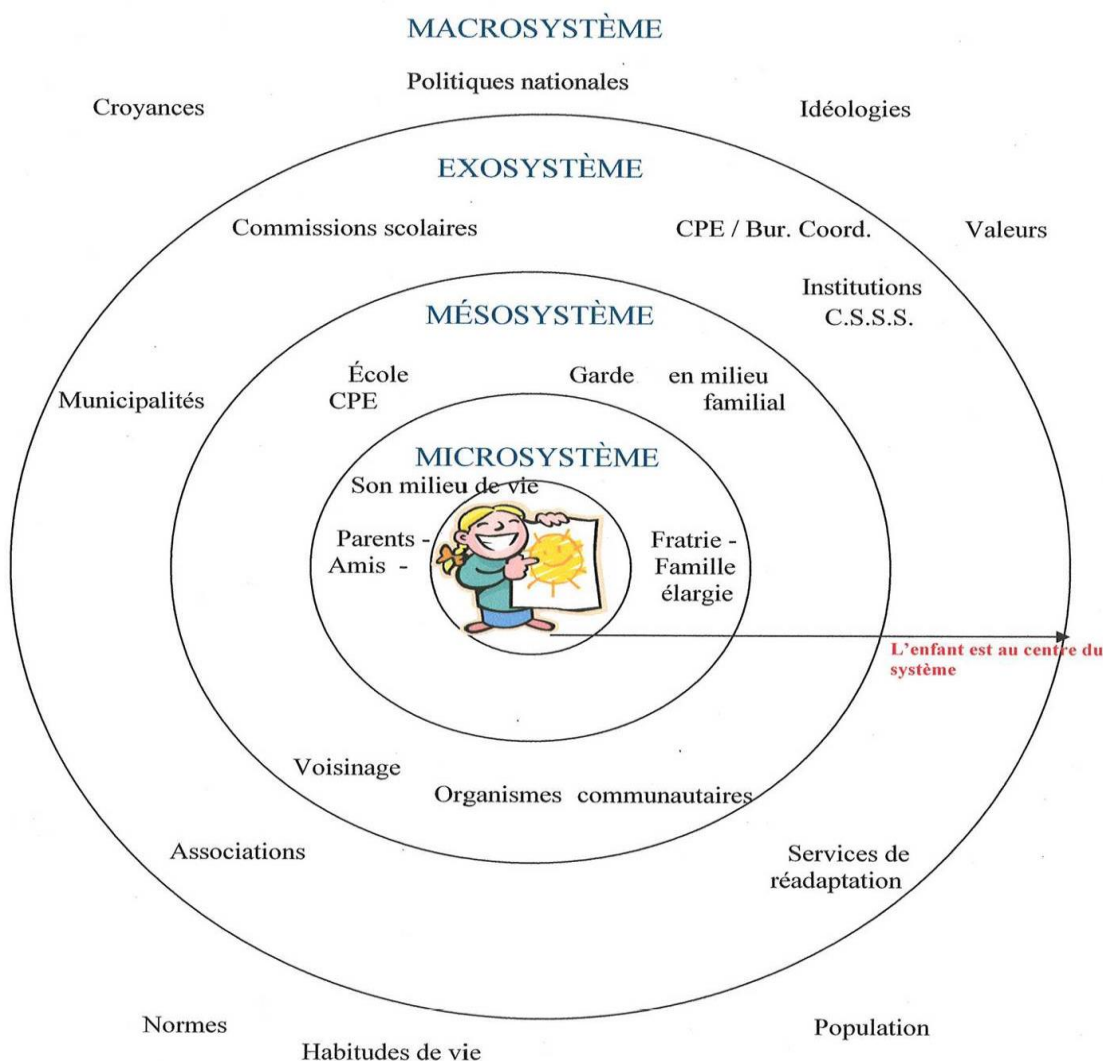 MACROSYSTÈME
Politiques nationales
Croyances
Idéologies
EXOSYSTÈME
Commissions scolaires
CPE / Bur. Coord.
Valeurs
Institutions
C.S.S.S.
MÉSOSYSTÈME
École
CPE
Garde en milieu
familial
Municipalités
MICROSYSTÈME
Son milieu de vie
Parents -
Amis -
Fratrie -
Famille
élargie
L'enfant est au centre du
système
Voisinage
Organismes communautaires
Associations
Services de
réadaptation
Normes
Habitudes de vie
Population